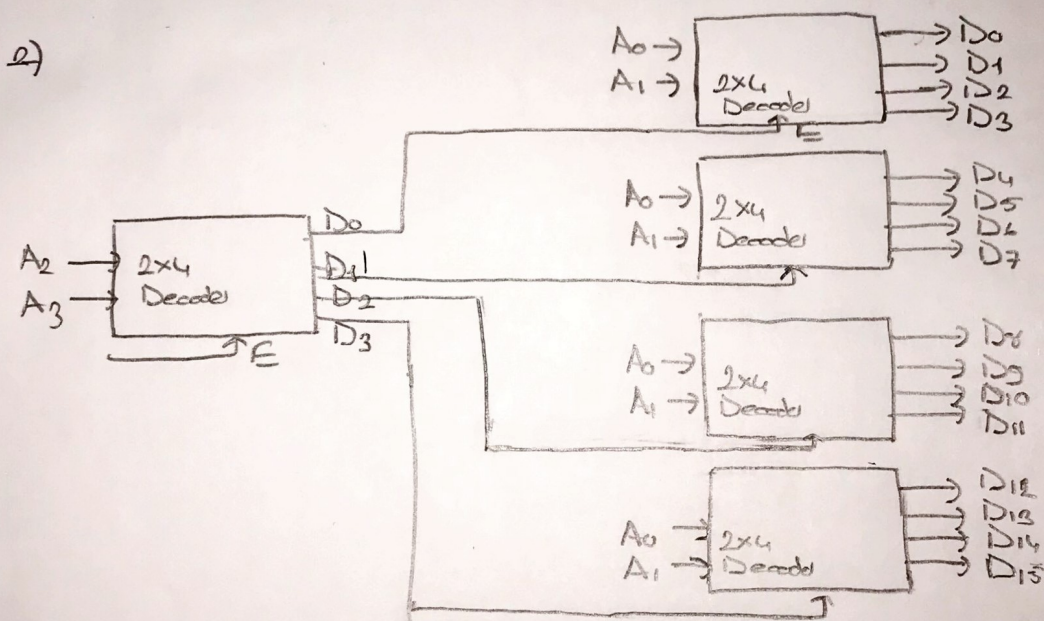 2)
A0
A1
2x4
Decoder
E
D0
D1
D2
D3
A0
A1
2x4
Decoder
D4
D5
D6
D7
A2
A3
2x4
Decoder
E
D0
D1
D2
D3
A0
A1
2x4
Decoder
D8
D9
D10
D11
A0
A1
2x4
Decoder
D12
D13
D14
D15